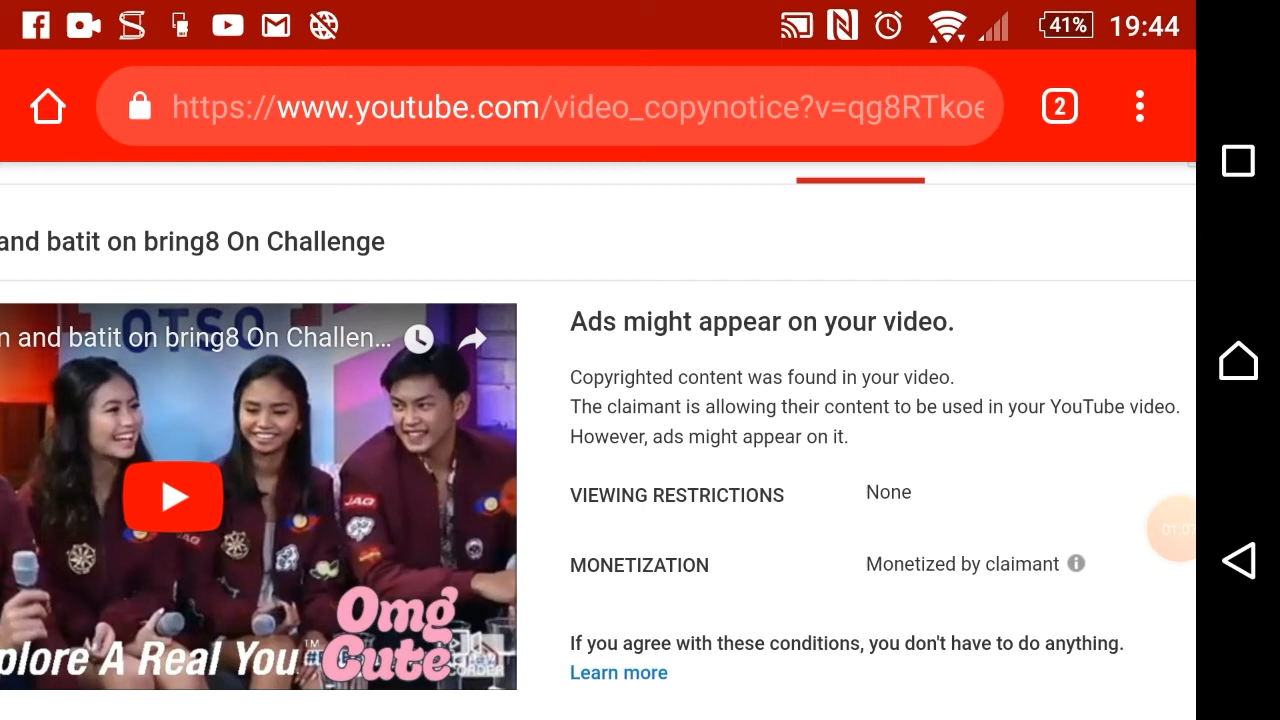 41% 19:44
https://www.youtube.com/video_copynotice?v=qg8RTkoe
2
and batit on bring8 On Challenge
OTSO
n and batit on bring8 On Challen...
Ads might appear on your video.
Copyrighted content was found in your video.
The claimant is allowing their content to be used in your YouTube video.
However, ads might appear on it.
VIEWING RESTRICTIONS None
MONETIZATION Monetized by claimant
If you agree with these conditions, you don't have to do anything.
Learn more
JAG
Omg
Cute
plore A Real You™#